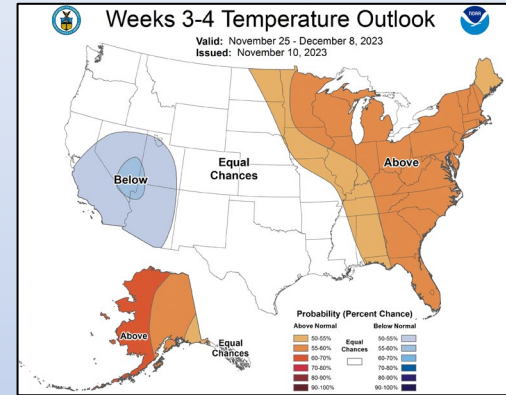 Weeks 3-4 Temperature Outlook
Valid: November 25 - December 8, 2023
Issued: November 10, 2023
NOAA
Equal
Chances
Above
Below
Above
Equal
Chances
Probability (Percent Chance)
Above Normal
Below Normal
Equal
Chances
50-55%
55-60%
60-70%
70-80%
80-90%
90-100%
50-55%
55-60%
60-70%
70-80%
80-90%
90-100%